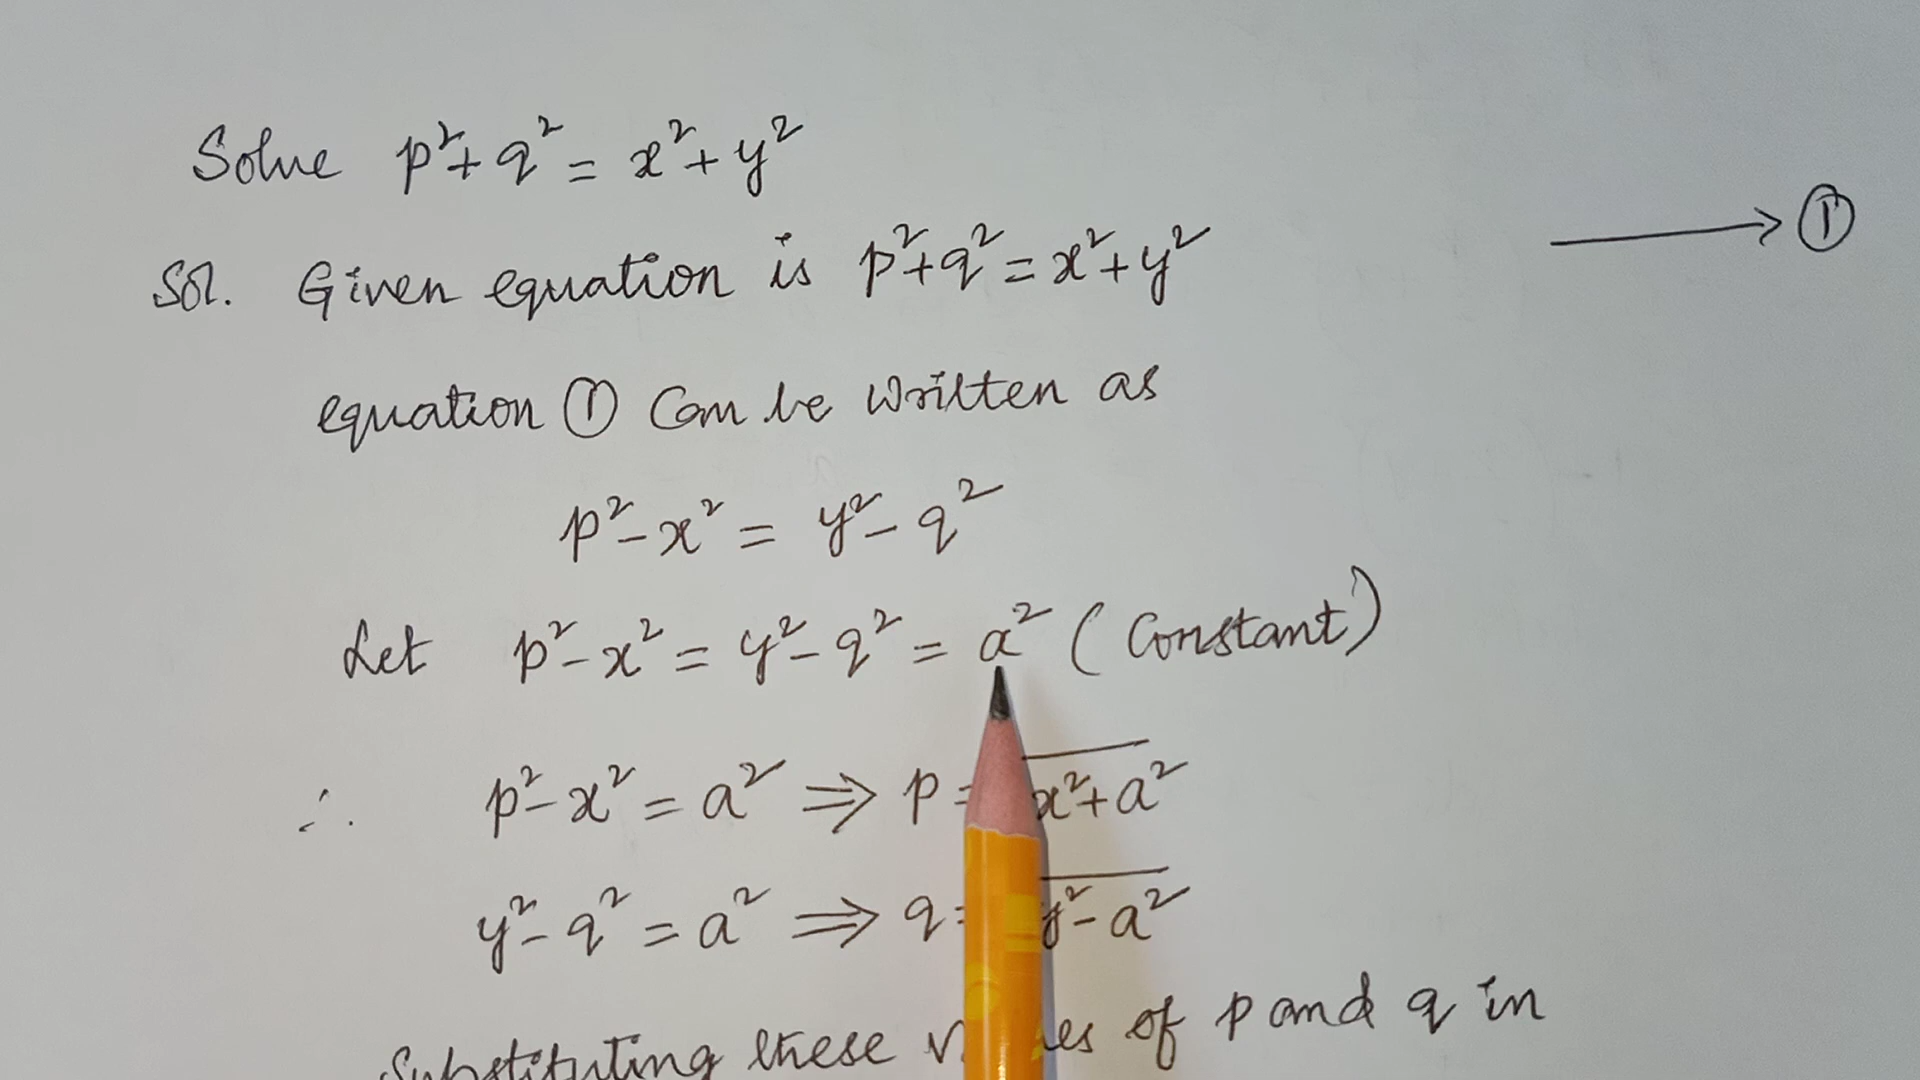 Solve p²+q² = x²+y²
Sol. Given equation is p²+q² = x²+y² → ①
equation ① can be written as
p²-x² = y²-q²
Let p²-x² = y²-q² = a² (Constant)
∴ p²-x² = a² ⇒ p = x²+a²
y²-q² = a² ⇒ q = y²-a²
Substituting these of p and q in